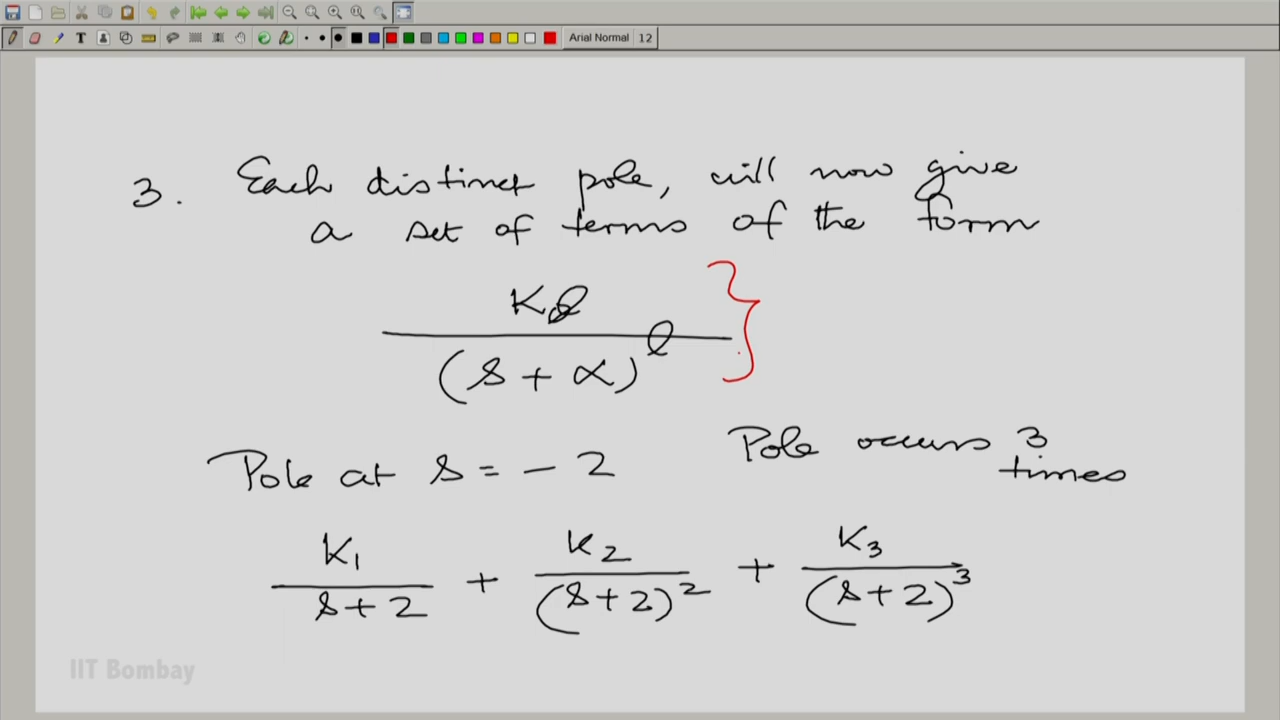 Arial Normal 12
3. Each distinct pole, will now give
a set of terms of the form
Kℓ
(s + α)^ℓ
Pole at s = -2
Pole occurs 3
times
K₁ / s+2 + K₂ / (s+2)² + K₃ / (s+2)³
IIT Bombay